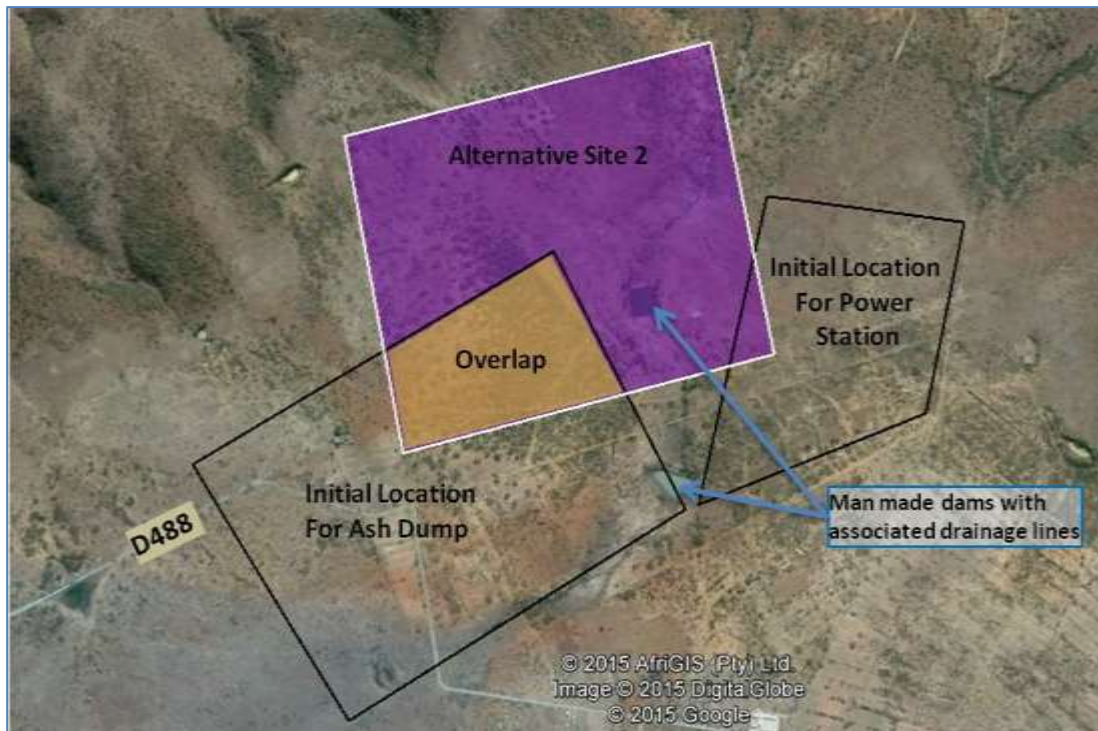 Alternative Site 2
Initial Location
For Power
Station
Overlap
Initial Location
For Ash Dump
D488
Man made dams with
associated drainage lines
© 2015 AfriGIS (Pty) Ltd.
Image © 2015 DigitalGlobe
© 2015 Google